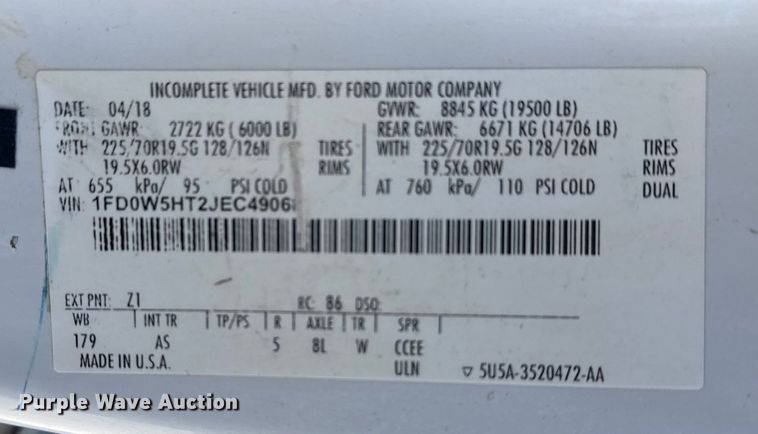 INCOMPLETE VEHICLE MFD. BY FORD MOTOR COMPANY
DATE: 04/18 GVWR: 8845 KG (19500 LB)
FRONT GAWR: 2722 KG ( 6000 LB) REAR GAWR: 6671 KG (14706 LB)
WITH 225/70R19.5G 128/126N TIRES WITH 225/70R19.5G 128/126N TIRES
19.5X6.0RW RIMS 19.5X6.0RW RIMS
AT 655 kPa/ 95 PSI COLD AT 760 kPa/ 110 PSI COLD DUAL
VIN: 1FD0W5HT2JEC4906
EXT PNT: Z1 RC: 86 DSO:
WB INT TR TP/PS R AXLE TR SPR
179 AS 5 8L W CCEE
MADE IN U.S.A. ULN ▽ 5U5A-3520472-AA
Purple Wave Auction